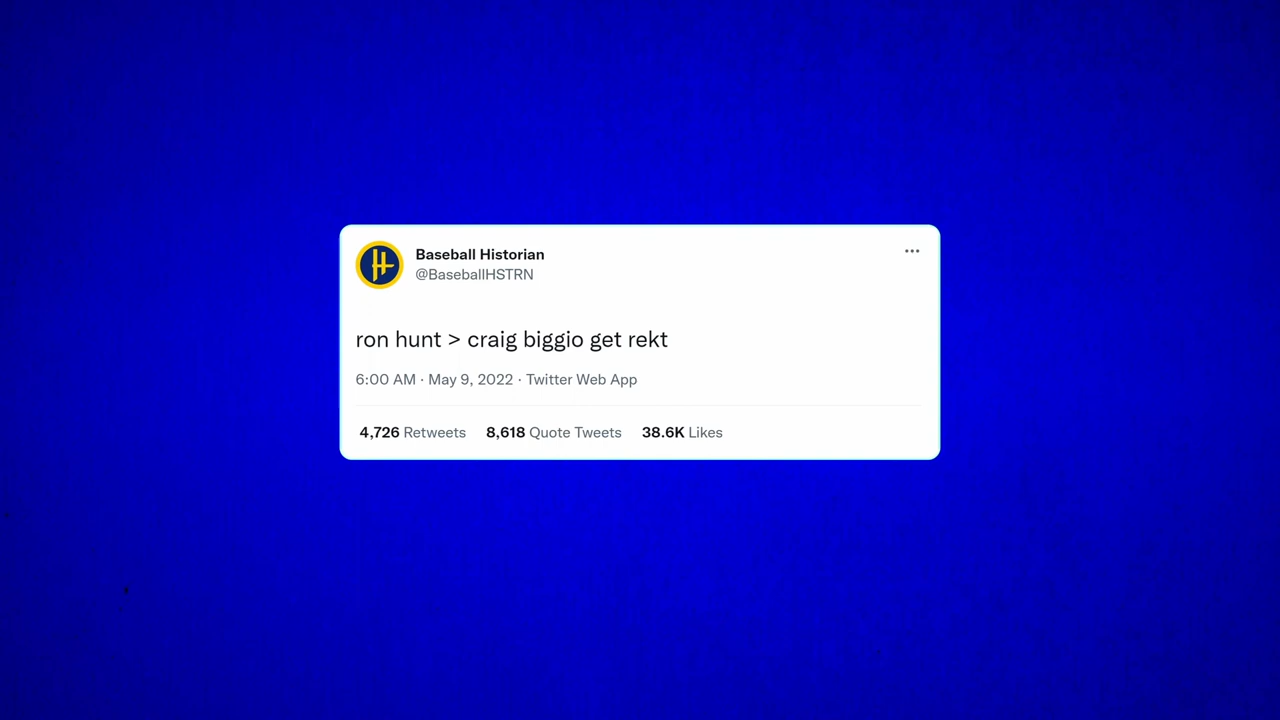 Baseball Historian
@BaseballHSTRN
ron hunt > craig biggio get rekt
6:00 AM · May 9, 2022 · Twitter Web App
4,726 Retweets 8,618 Quote Tweets 38.6K Likes